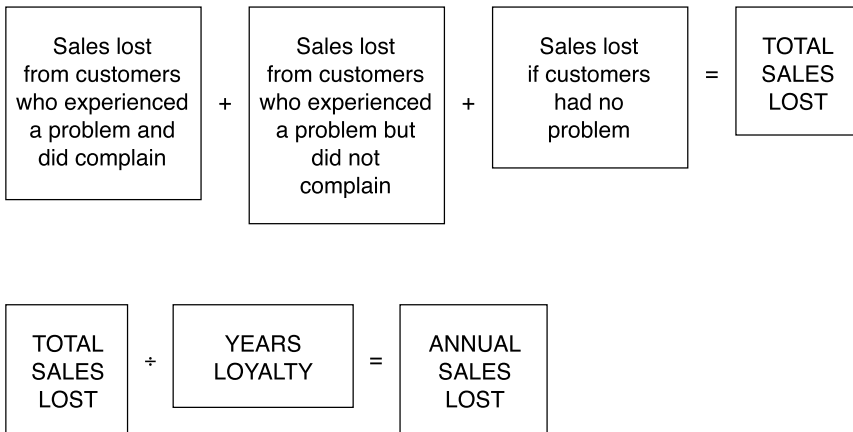 Sales lost
from customers
who experienced
a problem and
did complain
+
Sales lost
from customers
who experienced
a problem but
did not
complain
+
Sales lost
if customers
had no
problem
=
TOTAL
SALES
LOST
TOTAL
SALES
LOST
÷
YEARS
LOYALTY
=
ANNUAL
SALES
LOST